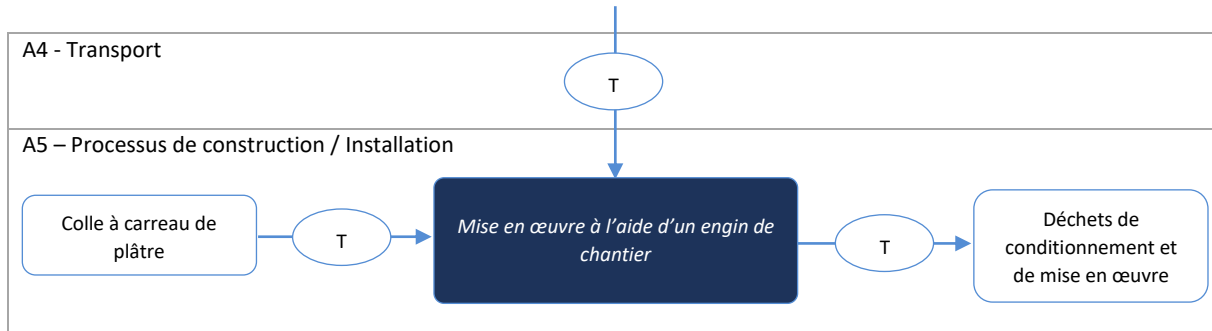 A4 - Transport
T
A5 – Processus de construction / Installation
Colle à carreau de
plâtre
T
Mise en œuvre à l’aide d’un engin de
chantier
T
Déchets de
conditionnement et
de mise en œuvre